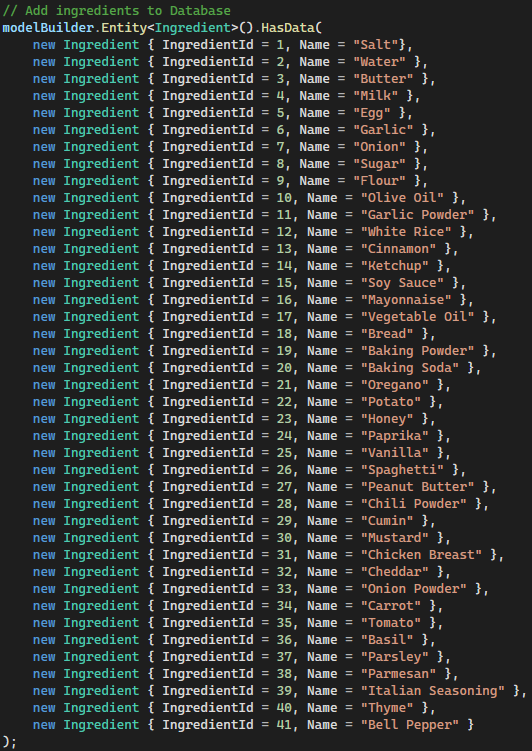 // Add ingredients to Database
modelBuilder.Entity<Ingredient>().HasData(
    new Ingredient { IngredientId = 1, Name = "Salt"},
    new Ingredient { IngredientId = 2, Name = "Water" },
    new Ingredient { IngredientId = 3, Name = "Butter" },
    new Ingredient { IngredientId = 4, Name = "Milk" },
    new Ingredient { IngredientId = 5, Name = "Egg" },
    new Ingredient { IngredientId = 6, Name = "Garlic" },
    new Ingredient { IngredientId = 7, Name = "Onion" },
    new Ingredient { IngredientId = 8, Name = "Sugar" },
    new Ingredient { IngredientId = 9, Name = "Flour" },
    new Ingredient { IngredientId = 10, Name = "Olive Oil" },
    new Ingredient { IngredientId = 11, Name = "Garlic Powder" },
    new Ingredient { IngredientId = 12, Name = "White Rice" },
    new Ingredient { IngredientId = 13, Name = "Cinnamon" },
    new Ingredient { IngredientId = 14, Name = "Ketchup" },
    new Ingredient { IngredientId = 15, Name = "Soy Sauce" },
    new Ingredient { IngredientId = 16, Name = "Mayonnaise" },
    new Ingredient { IngredientId = 17, Name = "Vegetable Oil" },
    new Ingredient { IngredientId = 18, Name = "Bread" },
    new Ingredient { IngredientId = 19, Name = "Baking Powder" },
    new Ingredient { IngredientId = 20, Name = "Baking Soda" },
    new Ingredient { IngredientId = 21, Name = "Oregano" },
    new Ingredient { IngredientId = 22, Name = "Potato" },
    new Ingredient { IngredientId = 23, Name = "Honey" },
    new Ingredient { IngredientId = 24, Name = "Paprika" },
    new Ingredient { IngredientId = 25, Name = "Vanilla" },
    new Ingredient { IngredientId = 26, Name = "Spaghetti" },
    new Ingredient { IngredientId = 27, Name = "Peanut Butter" },
    new Ingredient { IngredientId = 28, Name = "Chili Powder" },
    new Ingredient { IngredientId = 29, Name = "Cumin" },
    new Ingredient { IngredientId = 30, Name = "Mustard" },
    new Ingredient { IngredientId = 31, Name = "Chicken Breast" },
    new Ingredient { IngredientId = 32, Name = "Cheddar" },
    new Ingredient { IngredientId = 33, Name = "Onion Powder" },
    new Ingredient { IngredientId = 34, Name = "Carrot" },
    new Ingredient { IngredientId = 35, Name = "Tomato" },
    new Ingredient { IngredientId = 36, Name = "Basil" },
    new Ingredient { IngredientId = 37, Name = "Parsley" },
    new Ingredient { IngredientId = 38, Name = "Parmesan" },
    new Ingredient { IngredientId = 39, Name = "Italian Seasoning" },
    new Ingredient { IngredientId = 40, Name = "Thyme" },
    new Ingredient { IngredientId = 41, Name = "Bell Pepper" }
);